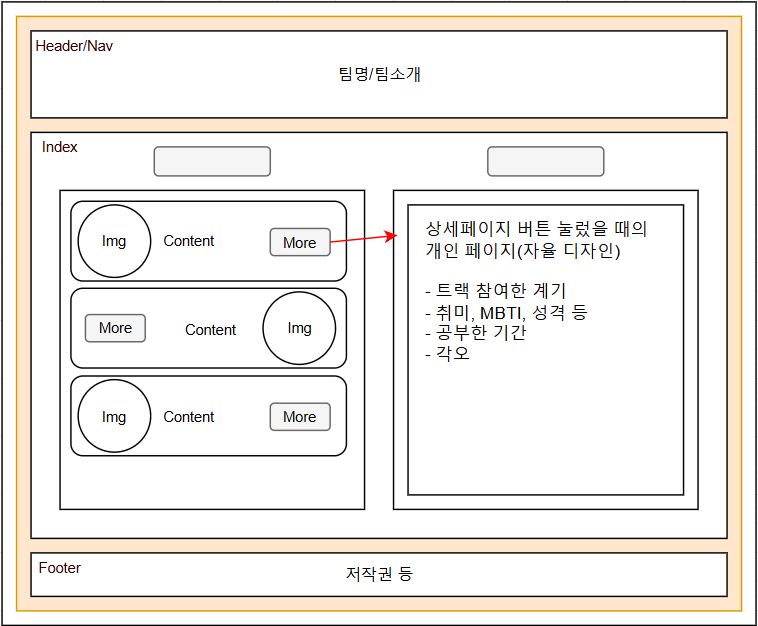 Header/Nav
팀명/팀소개
Index
Img
Content
More
More
Content
Img
Img
Content
More
상세페이지 버튼 눌렀을 때의
개인 페이지(자율 디자인)
- 트랙 참여한 계기
- 취미, MBTI, 성격 등
- 공부한 기간
- 각오
Footer
저작권 등